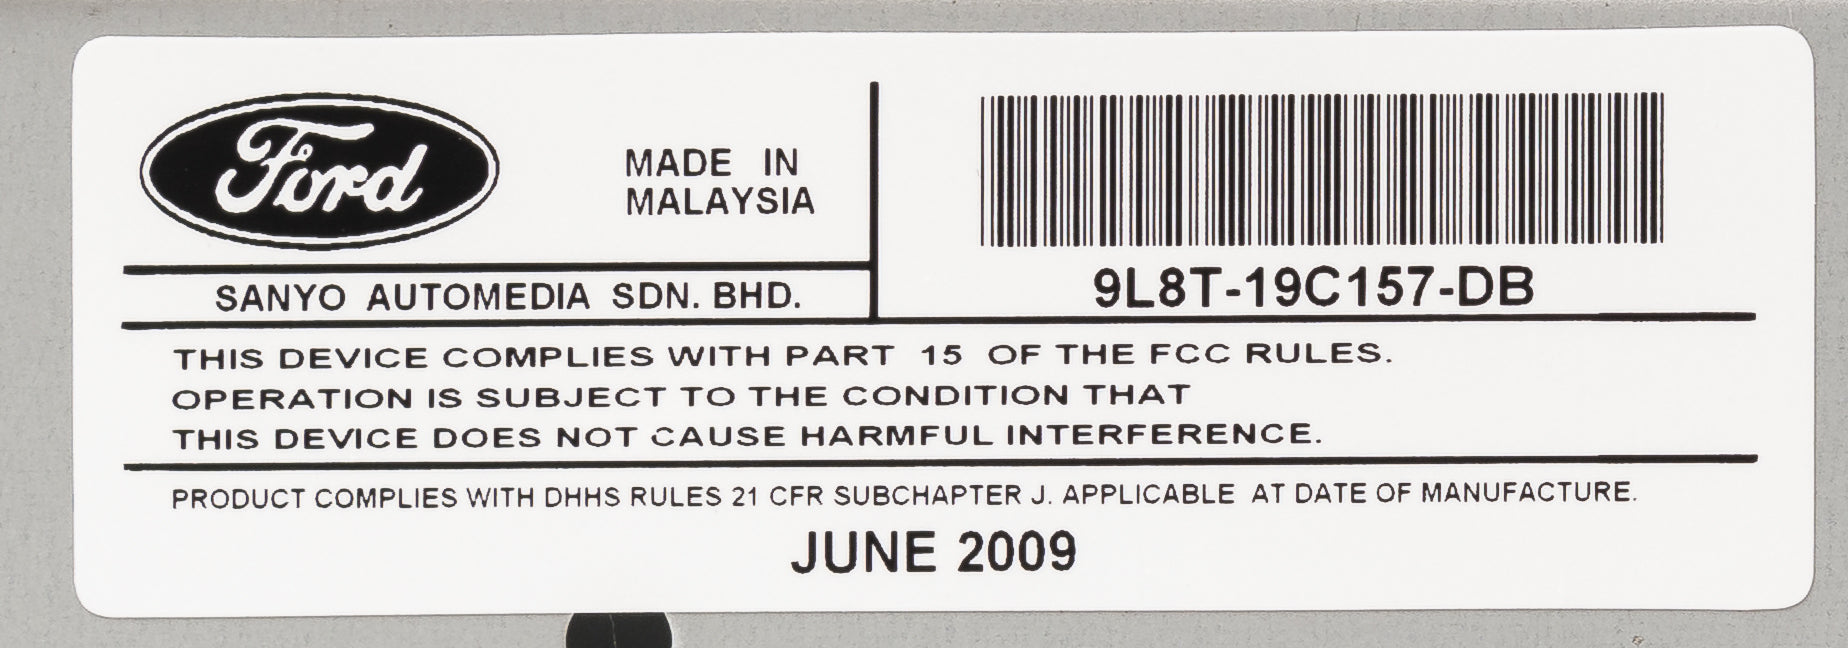 Ford
MADE IN
MALAYSIA
SANYO AUTOMEDIA SDN. BHD.
9L8T-19C157-DB
THIS DEVICE COMPLIES WITH PART 15 OF THE FCC RULES.
OPERATION IS SUBJECT TO THE CONDITION THAT
THIS DEVICE DOES NOT CAUSE HARMFUL INTERFERENCE.
PRODUCT COMPLIES WITH DHHS RULES 21 CFR SUBCHAPTER J. APPLICABLE AT DATE OF MANUFACTURE.
JUNE 2009